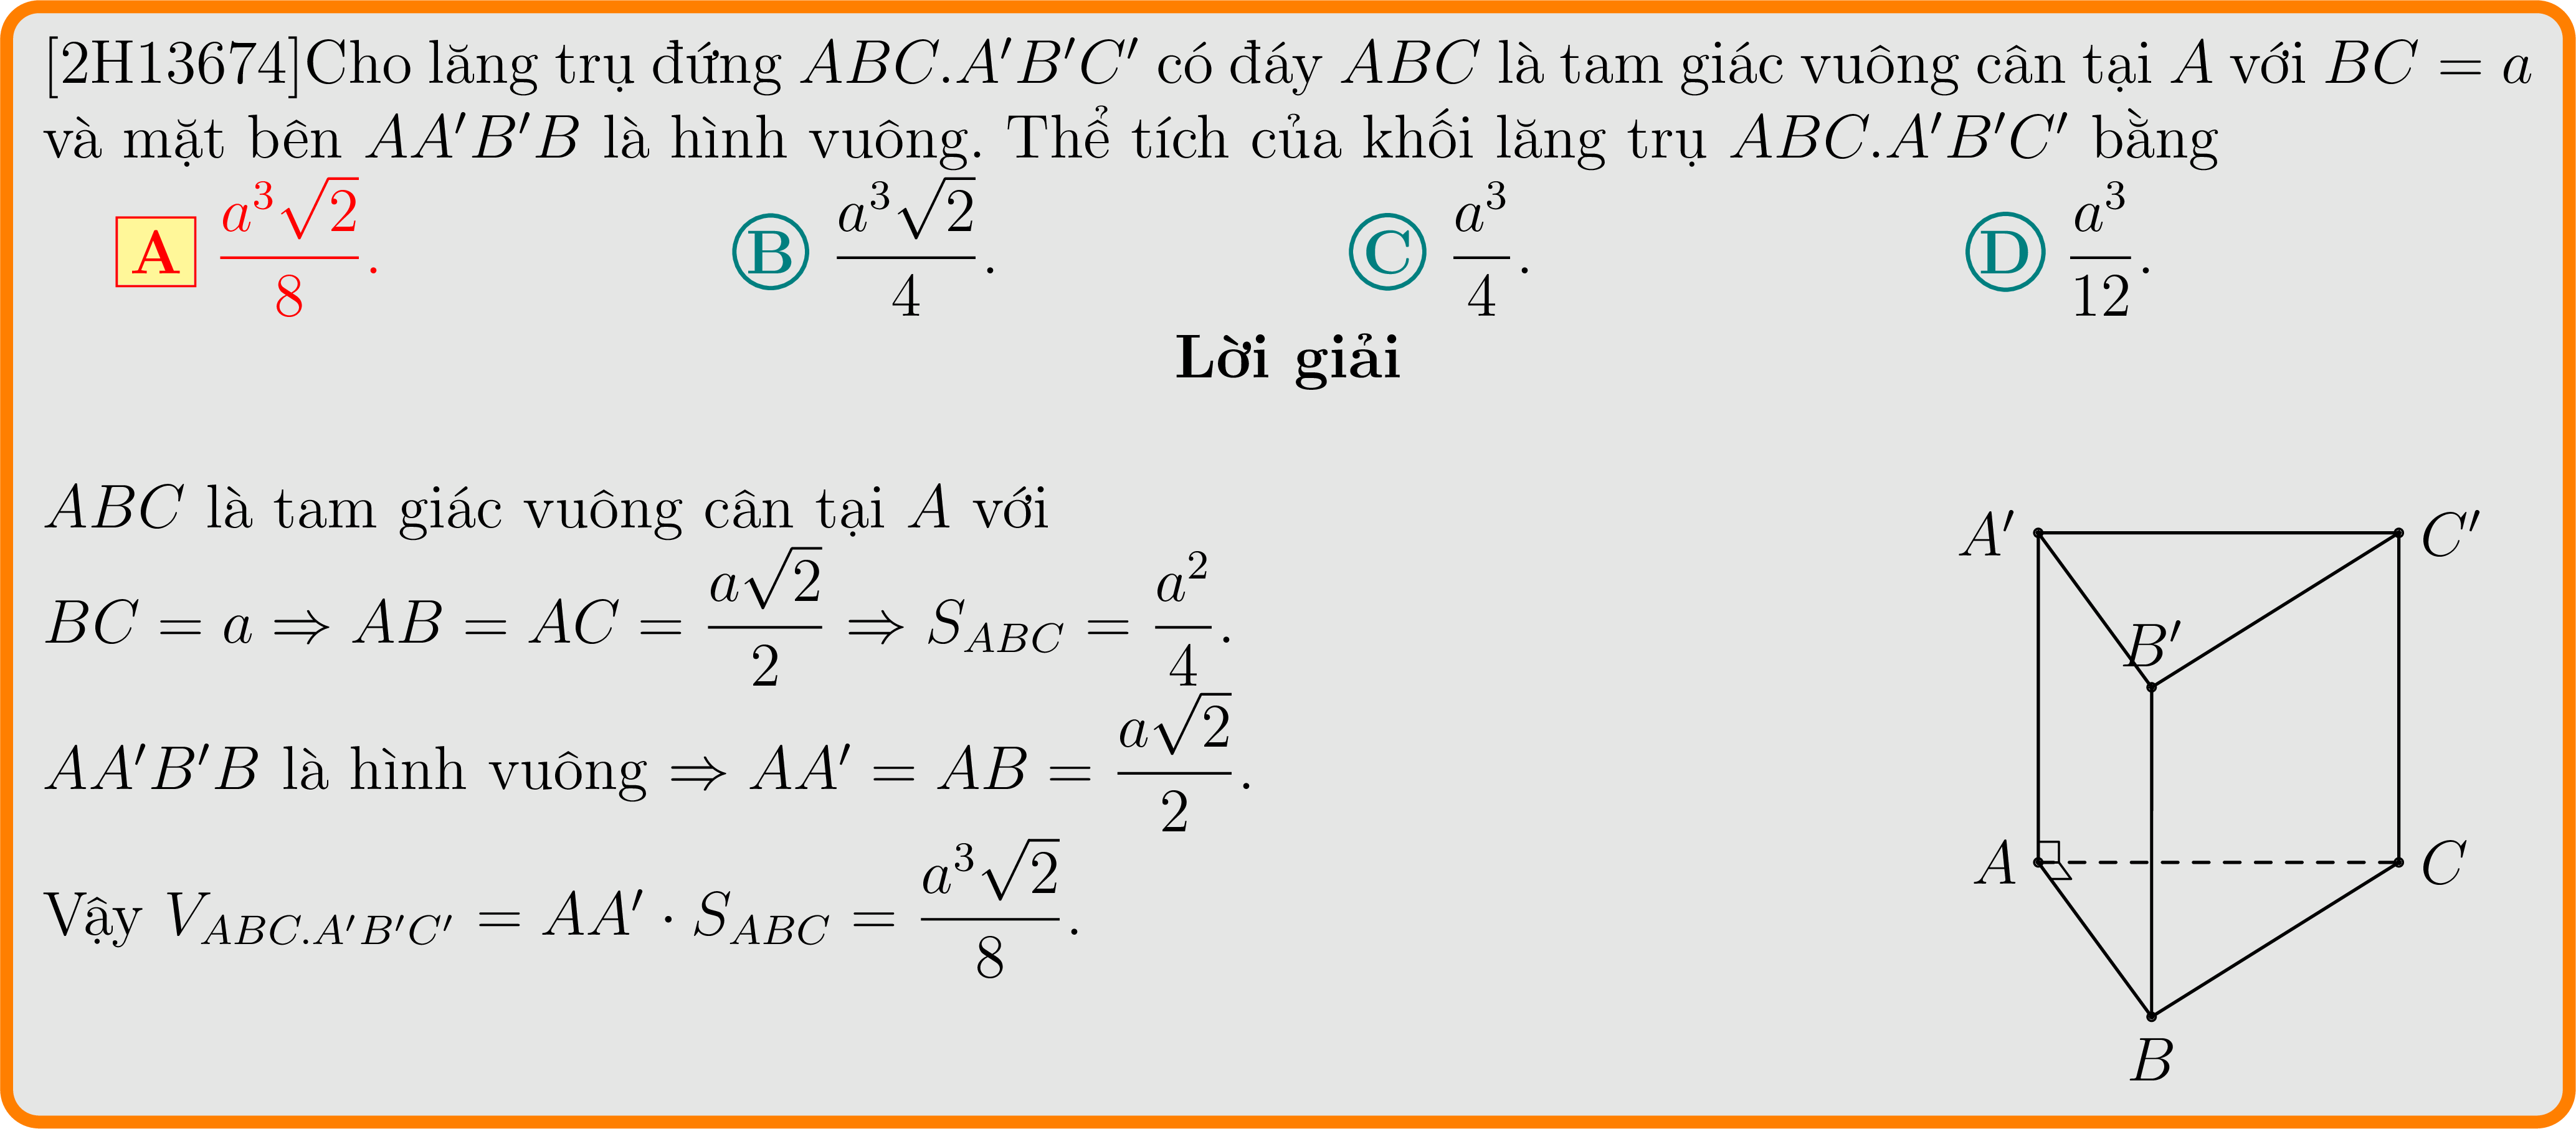 [2H13674]Cho lăng trụ đứng ABC.A′B′C′ có đáy ABC là tam giác vuông cân tại A với BC = a
và mặt bên AA′B′B là hình vuông. Thể tích của khối lăng trụ ABC.A′B′C′ bằng
A $\frac{a^3\sqrt{2}}{8}$. B $\frac{a^3\sqrt{2}}{4}$. C $\frac{a^3}{4}$. D $\frac{a^3}{12}$.
Lời giải
ABC là tam giác vuông cân tại A với
$BC = a \Rightarrow AB = AC = \frac{a\sqrt{2}}{2} \Rightarrow S_{ABC} = \frac{a^2}{4}$.
AA′B′B là hình vuông $\Rightarrow AA' = AB = \frac{a\sqrt{2}}{2}$.
Vậy $V_{ABC.A'B'C'} = AA' \cdot S_{ABC} = \frac{a^3\sqrt{2}}{8}$.
A′
C′
B′
A
C
B